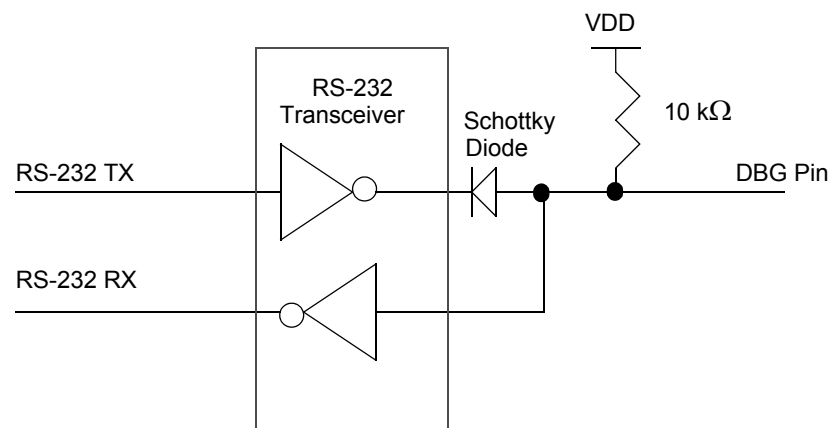 VDD
RS-232
Transceiver
Schottky
Diode
10 kΩ
RS-232 TX
DBG Pin
RS-232 RX